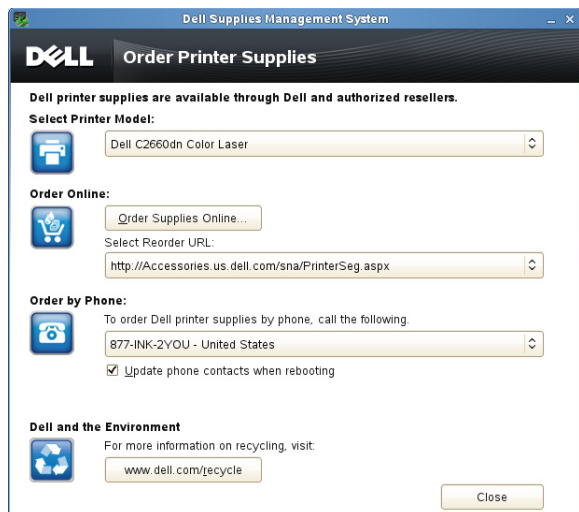 Dell Supplies Management System
DELL Order Printer Supplies
Dell printer supplies are available through Dell and authorized resellers.
Select Printer Model:
Dell C2660dn Color Laser
Order Online:
Order Supplies Online...
Select Reorder URL:
http://Accessories.us.dell.com/sna/PrinterSeg.aspx
Order by Phone:
To order Dell printer supplies by phone, call the following.
877-INK-2YOU - United States
Update phone contacts when rebooting
Dell and the Environment
For more information on recycling, visit:
www.dell.com/recycle
Close